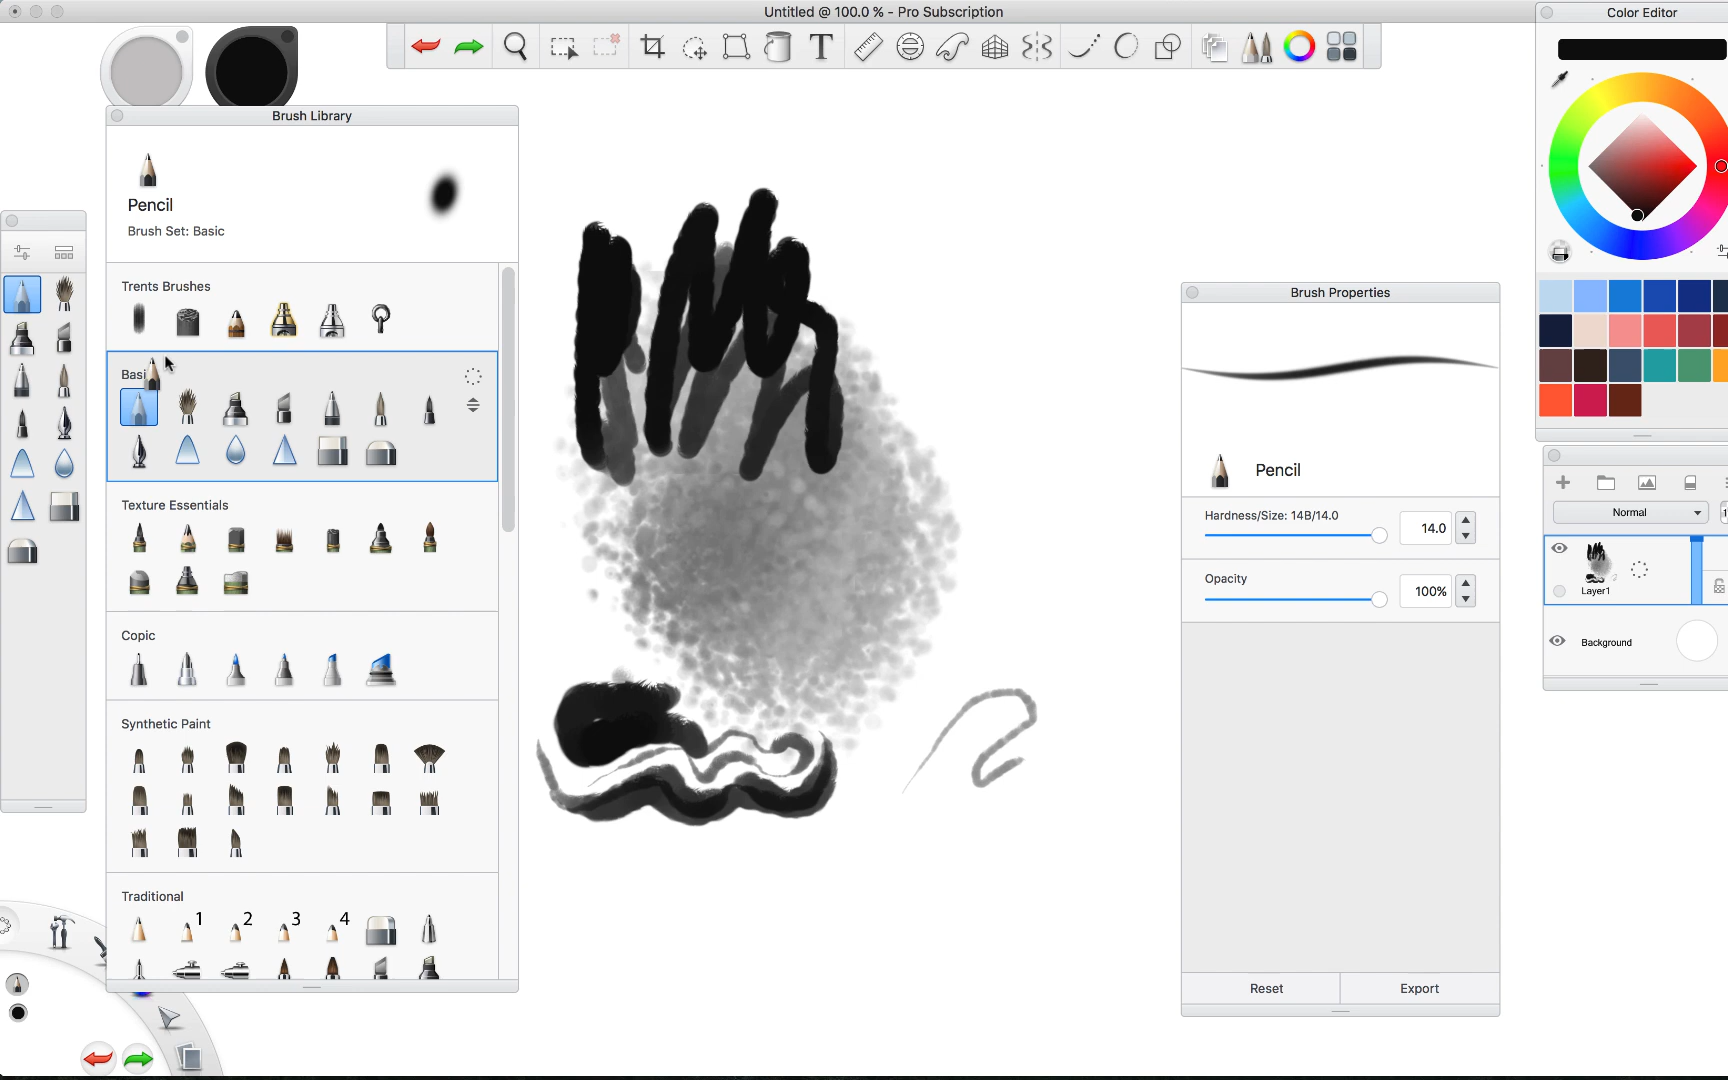 Untitled @ 100.0 % - Pro Subscription
Color Editor
T
Brush Library
Pencil
Brush Set: Basic
Trents Brushes
Texture Essentials
Copic
Synthetic Paint
Traditional
1 2 3 4
Brush Properties
Pencil
Hardness/Size: 14B/14.0
14.0
Opacity
100%
Reset
Export
Normal
Layer1
Background